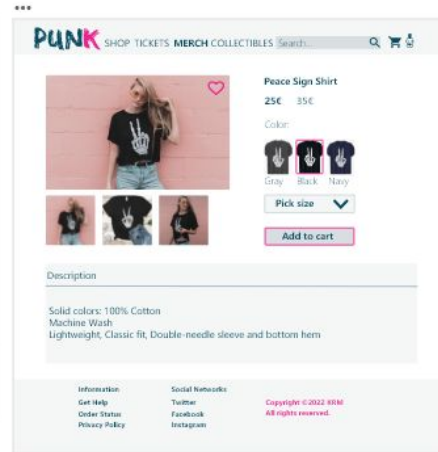 PUNK SHOP TICKETS MERCH COLLECTIBLES Search...
Peace Sign Shirt
25€ 35€
Color:
Gray Black Navy
Pick size
Add to cart
Description
Solid colors: 100% Cotton
Machine Wash
Lightweight, Classic fit, Double-needle sleeve and bottom hem
Information
Get Help
Order Status
Privacy Policy
Social Networks
Twitter
Facebook
Instagram
Copyright ©2022 KRM
All rights reserved.